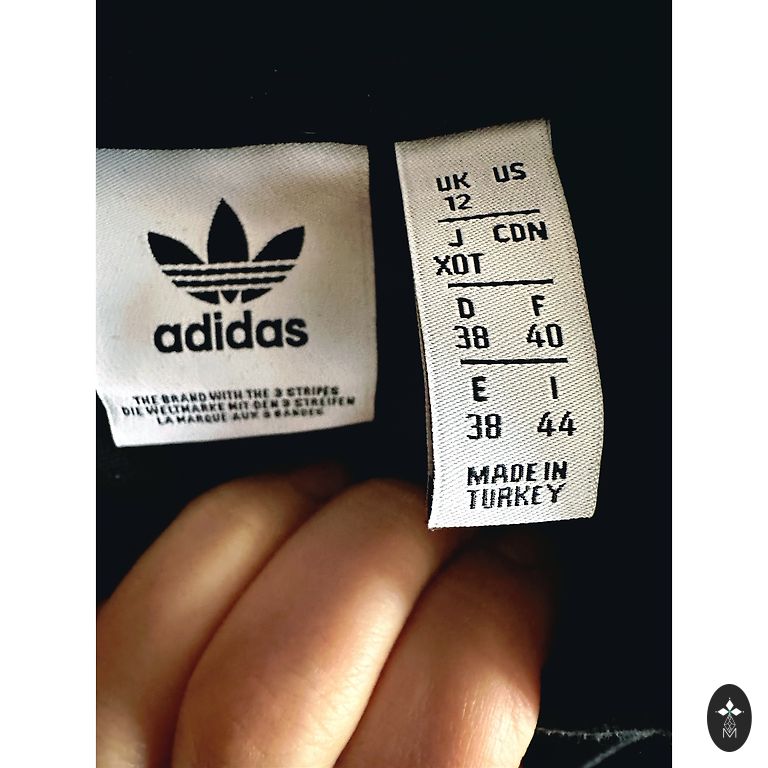 adidas
THE BRAND WITH THE 3 STRIPES
DIE WELTMARKE MIT DEN 3 STREIFEN
LA MARQUE AUX 3 BANDES
UK US
12
J CDN
XOT
D F
38 40
E I
38 44
MADE IN
TURKEY
M